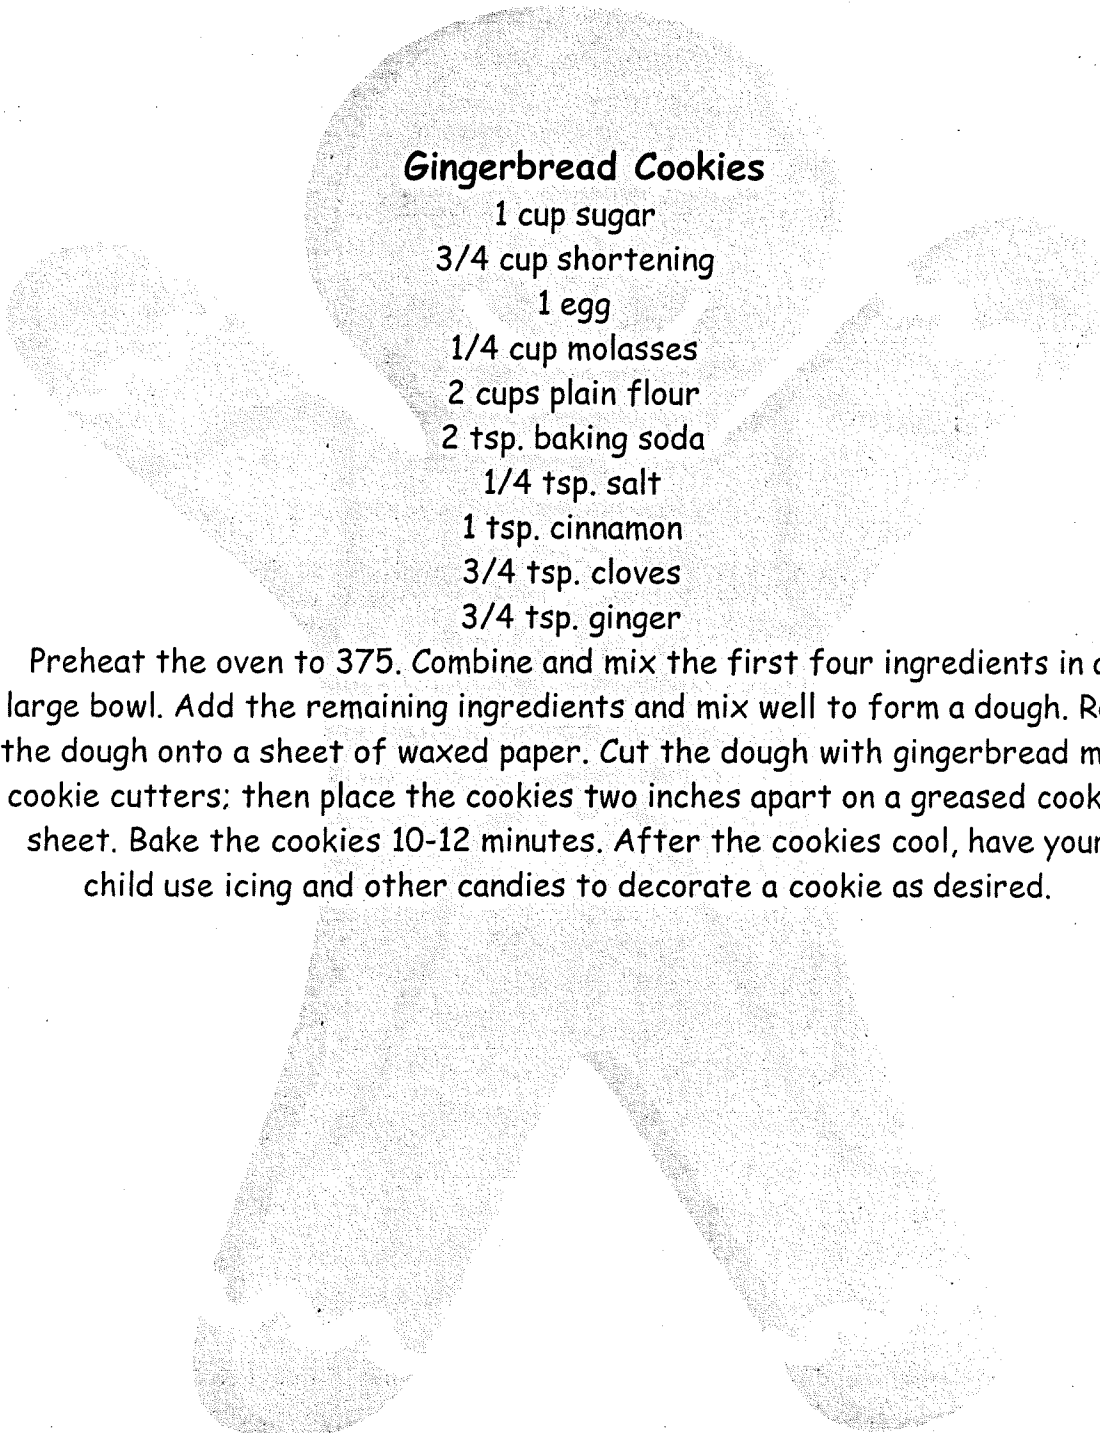 Gingerbread Cookies
1 cup sugar
3/4 cup shortening
1 egg
1/4 cup molasses
2 cups plain flour
2 tsp. baking soda
1/4 tsp. salt
1 tsp. cinnamon
3/4 tsp. cloves
3/4 tsp. ginger
Preheat the oven to 375. Combine and mix the first four ingredients in
large bowl. Add the remaining ingredients and mix well to form a dough.
the dough onto a sheet of waxed paper. Cut the dough with gingerbread
cookie cutters; then place the cookies two inches apart on a greased
sheet. Bake the cookies 10-12 minutes. After the cookies cool, have your
child use icing and other candies to decorate a cookie as desired.